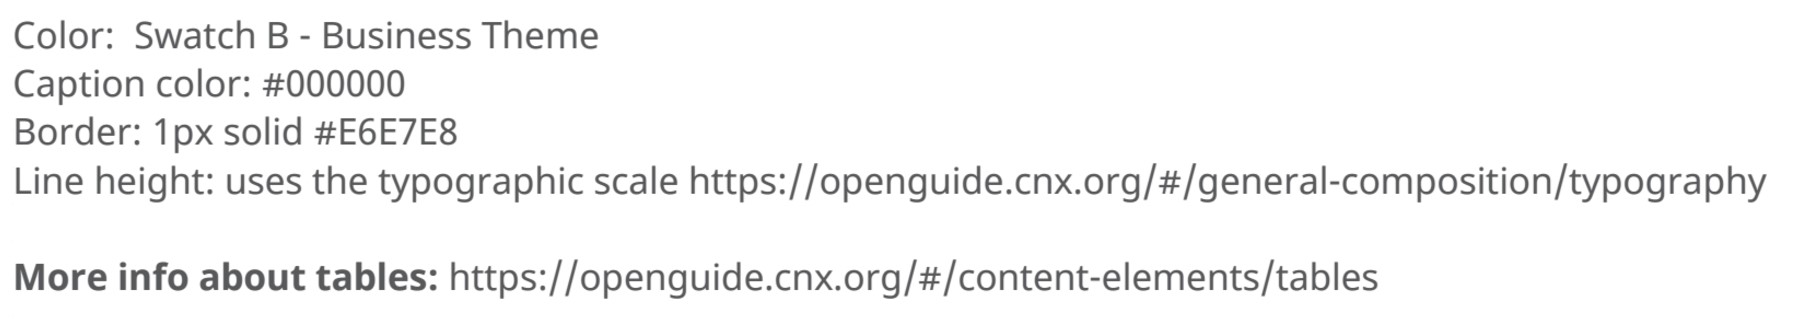 Color:  Swatch B - Business Theme
Caption color: #000000
Border: 1px solid #E6E7E8
Line height: uses the typographic scale https://openguide.cnx.org/#/general-composition/typography
More info about tables: https://openguide.cnx.org/#/content-elements/tables